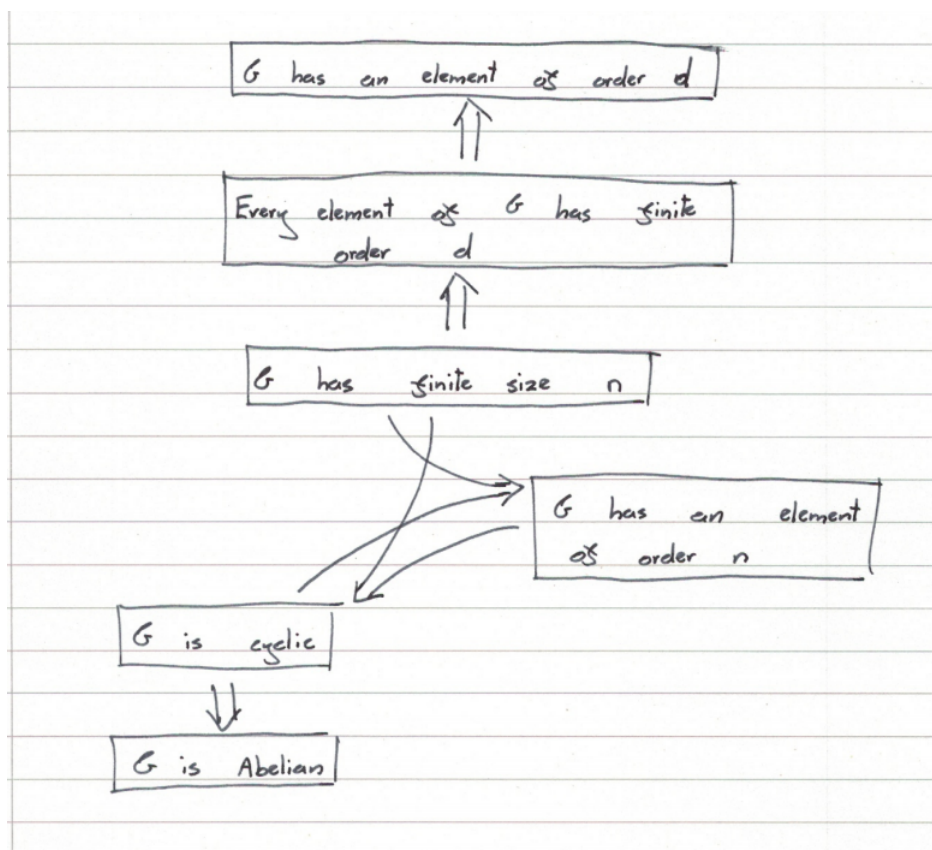 G has an element of order d
Every element of G has finite
order d
G has finite size n
G has an element
of order n
G is cyclic
G is Abelian